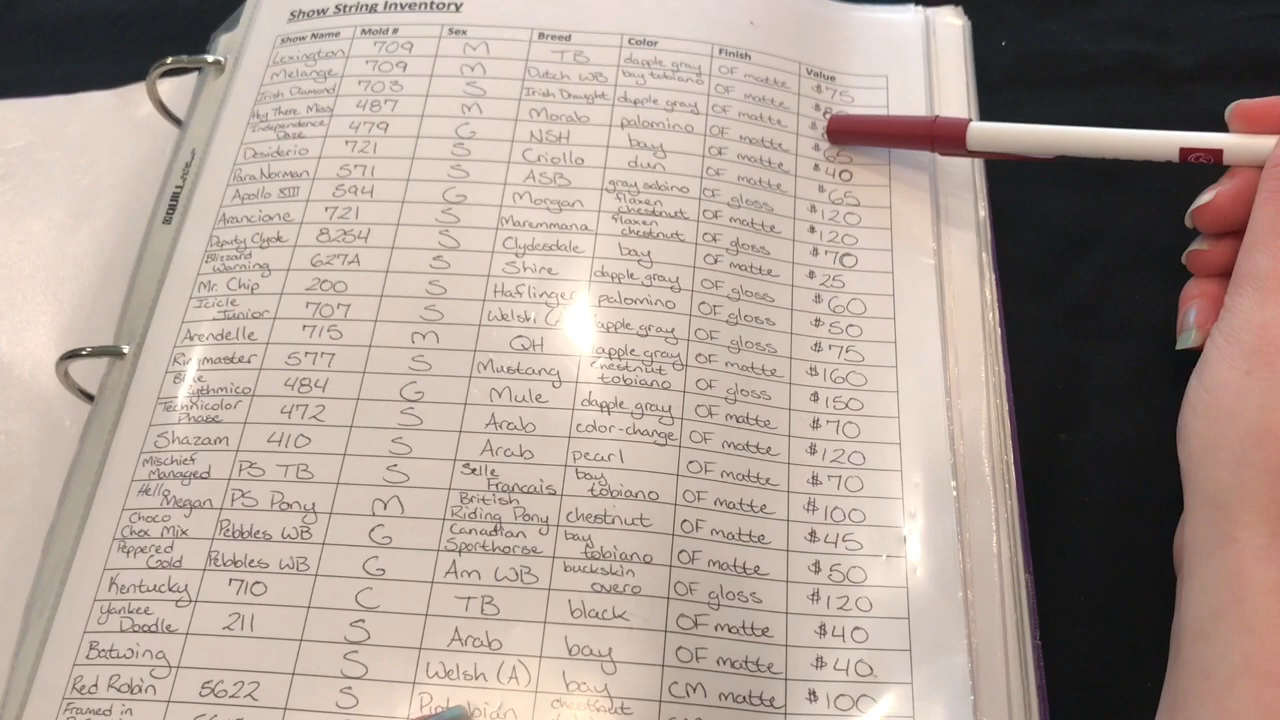 Show String Inventory
Show Name Mold # Sex Breed Color Finish Value
Lexington 709 M TB dapple gray OF matte $75
Melange 709 M Dutch WB bay tobiano OF matte
Irish Diamond 703 S Irish Draught dapple gray OF matte
Hey There Miss 487 M Morab palomino OF matte $65
Independence Daze 479 G NSH bay OF matte $40
Desiderio 721 S Criollo dun OF matte $65
ParaNorman 571 S ASB gray sabino OF gloss $120
Apollo XIII 594 G Morgan flaxen chestnut OF matte $120
Arancione 721 S Maremmana flaxen chestnut OF gloss $70
Deputy Clyde 8254 S Clydesdale bay OF matte $25
Blizzard Warning 627A S Shire dapple gray OF gloss $60
Mr. Chip 200 S Haflinger palomino OF gloss $50
Icicle Junior 707 S Welsh dapple gray OF gloss $75
Arendelle 715 M QH dapple gray OF matte $160
Ringmaster 577 S Mustang chestnut tobiano OF gloss $150
Blue Rythmico 484 G Mule dapple gray OF matte $70
Technicolor Phase 472 S Arab color-change OF matte $120
Shazam 410 S Arab pearl OF matte $70
Mischief Managed PS TB S Selle Francais bay tobiano OF matte $100
Hello Megan PS Pony M British Riding Pony chestnut OF matte $45
Choco Chex Mix Pebbles WB G Canadian Sporthorse bay tobiano OF matte $50
Peppered Gold Pebbles WB G Am WB buckskin overo OF gloss $120
Kentucky 710 C TB black OF matte $40
Yankee Doodle 211 S Arab bay OF matte $40
Batwing S Welsh (A) bay CM matte $100
Red Robin 5622 S chestnut
Framed in